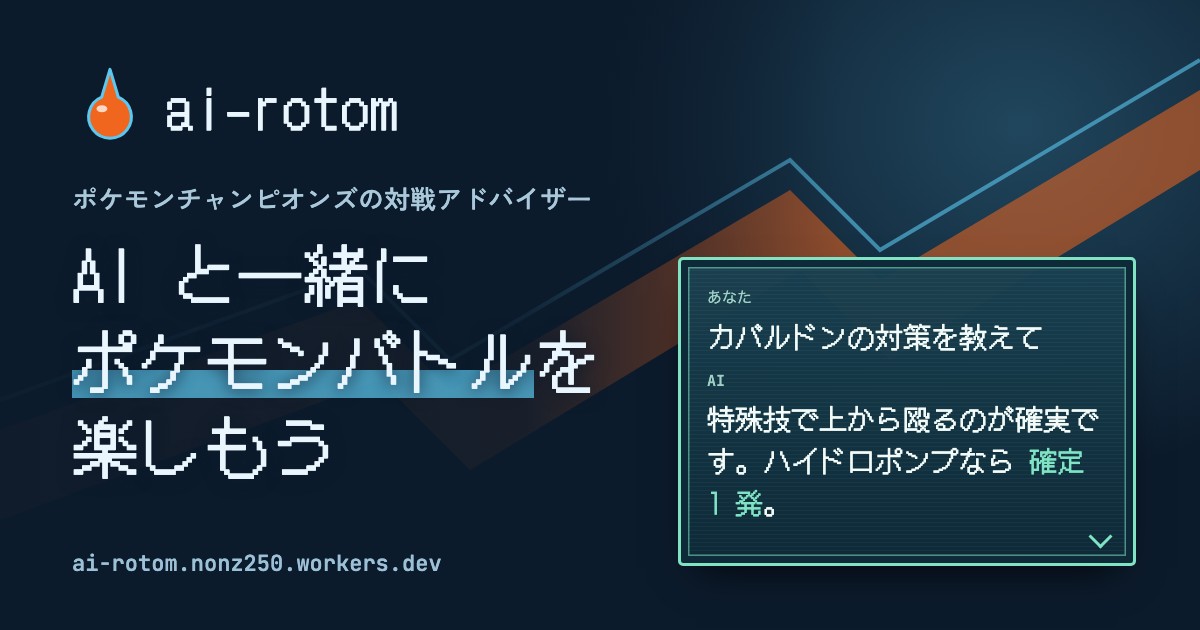 ai-rotom
ポケモンチャンピオンズの対戦アドバイザー
AI と一緒に
ポケモンバトルを
楽しもう
ai-rotom.nonz250.workers.dev
あなた
カバルドンの対策を教えて
AI
特殊技で上から殴るのが確実で
す。ハイドロポンプなら 確定
1 発。